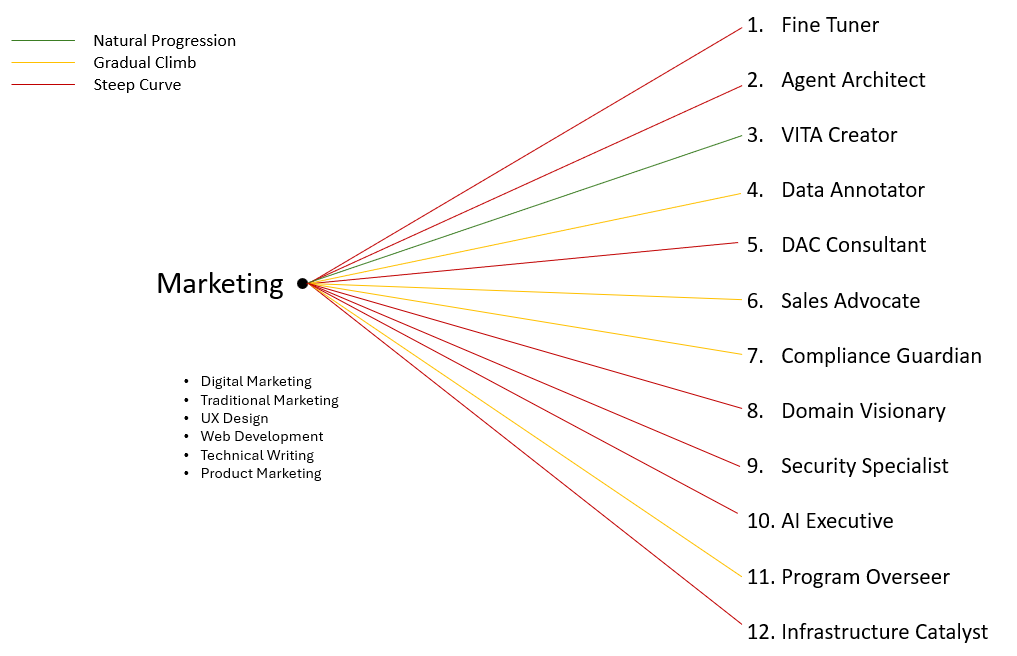 Natural Progression
Gradual Climb
Steep Curve
Marketing
• Digital Marketing
• Traditional Marketing
• UX Design
• Web Development
• Technical Writing
• Product Marketing
1. Fine Tuner
2. Agent Architect
3. VITA Creator
4. Data Annotator
5. DAC Consultant
6. Sales Advocate
7. Compliance Guardian
8. Domain Visionary
9. Security Specialist
10. AI Executive
11. Program Overseer
12. Infrastructure Catalyst